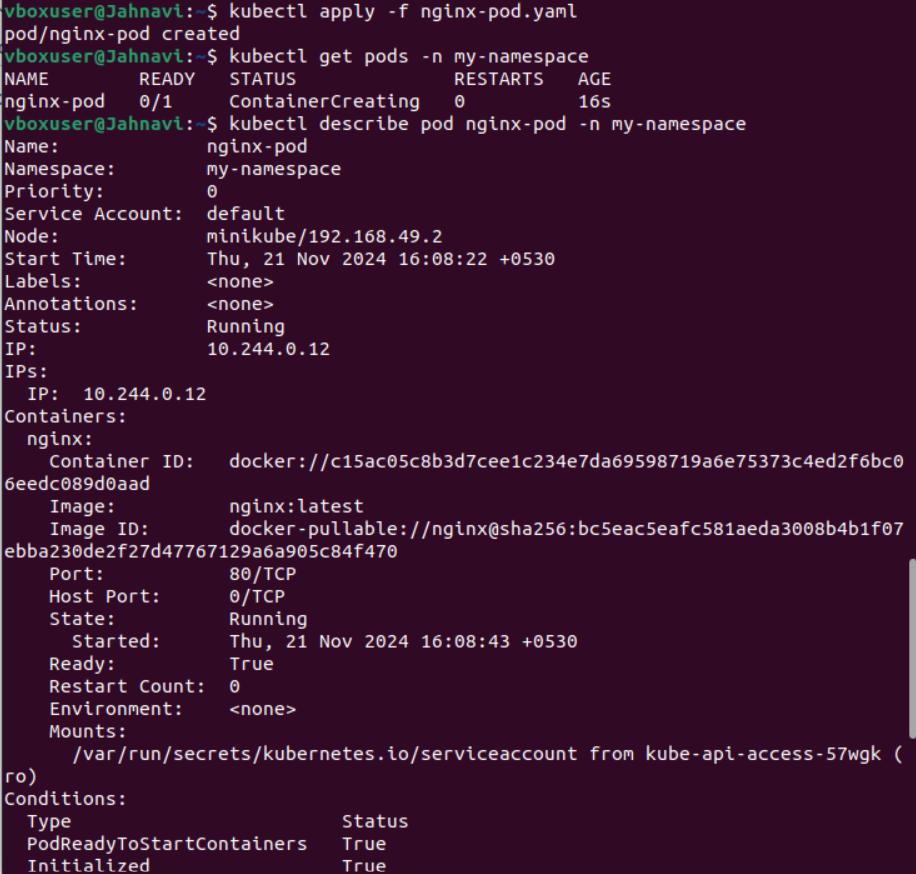 vboxuser@Jahnavi:~$ kubectl apply -f nginx-pod.yaml
pod/nginx-pod created
vboxuser@Jahnavi:~$ kubectl get pods -n my-namespace
NAME        READY   STATUS              RESTARTS   AGE
nginx-pod   0/1     ContainerCreating   0          16s
vboxuser@Jahnavi:~$ kubectl describe pod nginx-pod -n my-namespace
Name:             nginx-pod
Namespace:        my-namespace
Priority:         0
Service Account:  default
Node:             minikube/192.168.49.2
Start Time:       Thu, 21 Nov 2024 16:08:22 +0530
Labels:           <none>
Annotations:      <none>
Status:           Running
IP:               10.244.0.12
IPs:
  IP:  10.244.0.12
Containers:
  nginx:
    Container ID:   docker://c15ac05c8b3d7cee1c234e7da69598719a6e75373c4ed2f6bc0
6eedc089d0aad
    Image:          nginx:latest
    Image ID:       docker-pullable://nginx@sha256:bc5eac5eafc581aeda3008b4b1f07
ebba230de2f27d47767129a6a905c84f470
    Port:           80/TCP
    Host Port:      0/TCP
    State:          Running
      Started:      Thu, 21 Nov 2024 16:08:43 +0530
    Ready:          True
    Restart Count:  0
    Environment:    <none>
    Mounts:
      /var/run/secrets/kubernetes.io/serviceaccount from kube-api-access-57wgk (
ro)
Conditions:
  Type                        Status
  PodReadyToStartContainers   True
  Initialized                 True